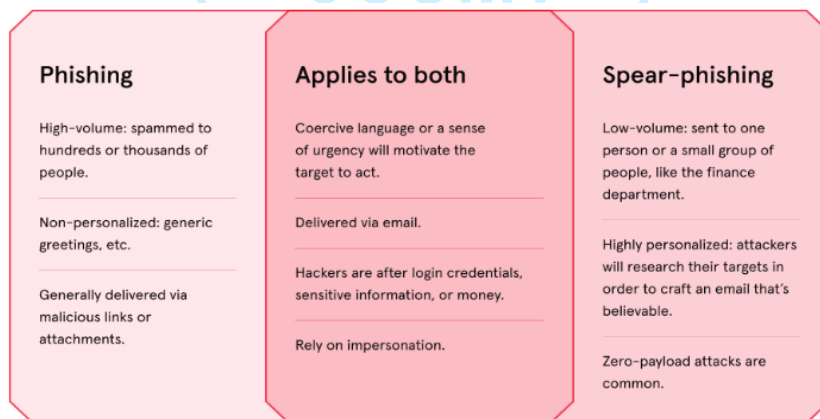 Phishing
High-volume: spammed to
hundreds or thousands of
people.
Non-personalized: generic
greetings, etc.
Generally delivered via
malicious links or
attachments.
Applies to both
Coercive language or a sense
of urgency will motivate the
target to act.
Delivered via email.
Hackers are after login credentials,
sensitive information, or money.
Rely on impersonation.
Spear-phishing
Low-volume: sent to one
person or a small group of
people, like the finance
department.
Highly personalized: attackers
will research their targets in
order to craft an email that's
believable.
Zero-payload attacks are
common.